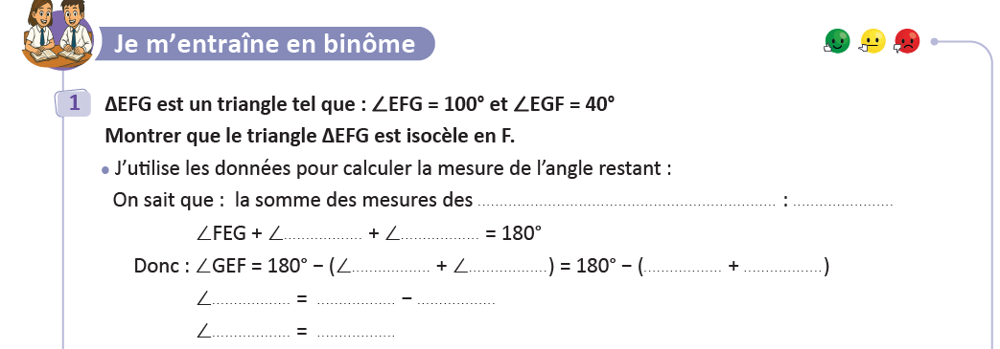 Je m’entraîne en binôme
1 ΔEFG est un triangle tel que : ∠EFG = 100° et ∠EGF = 40°
Montrer que le triangle ΔEFG est isocèle en F.
• J’utilise les données pour calculer la mesure de l’angle restant :
On sait que : la somme des mesures des .................................................................... : .......................
∠FEG + ∠.................. + ∠.................. = 180°
Donc : ∠GEF = 180° − (∠.................. + ∠..................) = 180° − (.................. + ..................)
∠.................. = .................. − ..................
∠.................. = ..................